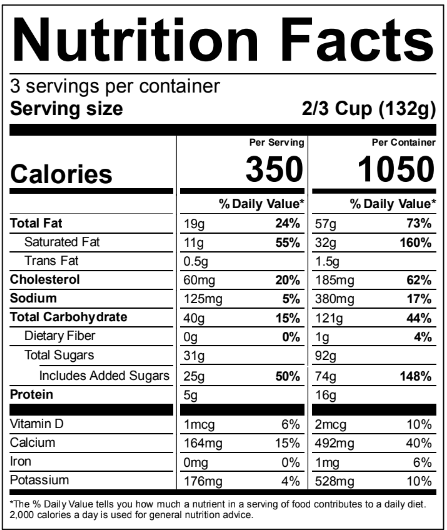 Nutrition Facts
3 servings per container
Serving size 2/3 Cup (132g)
Per Serving Per Container
Calories 350 1050
% Daily Value* % Daily Value*
Total Fat 19g 24% 57g 73%
Saturated Fat 11g 55% 32g 160%
Trans Fat 0.5g 1.5g
Cholesterol 60mg 20% 185mg 62%
Sodium 125mg 5% 380mg 17%
Total Carbohydrate 40g 15% 121g 44%
Dietary Fiber 0g 0% 1g 4%
Total Sugars 31g 92g
Includes Added Sugars 25g 50% 74g 148%
Protein 5g 16g
Vitamin D 1mcg 6% 2mcg 10%
Calcium 164mg 15% 492mg 40%
Iron 0mg 0% 1mg 6%
Potassium 176mg 4% 528mg 10%
*The % Daily Value tells you how much a nutrient in a serving of food contributes to a daily diet.
2,000 calories a day is used for general nutrition advice.